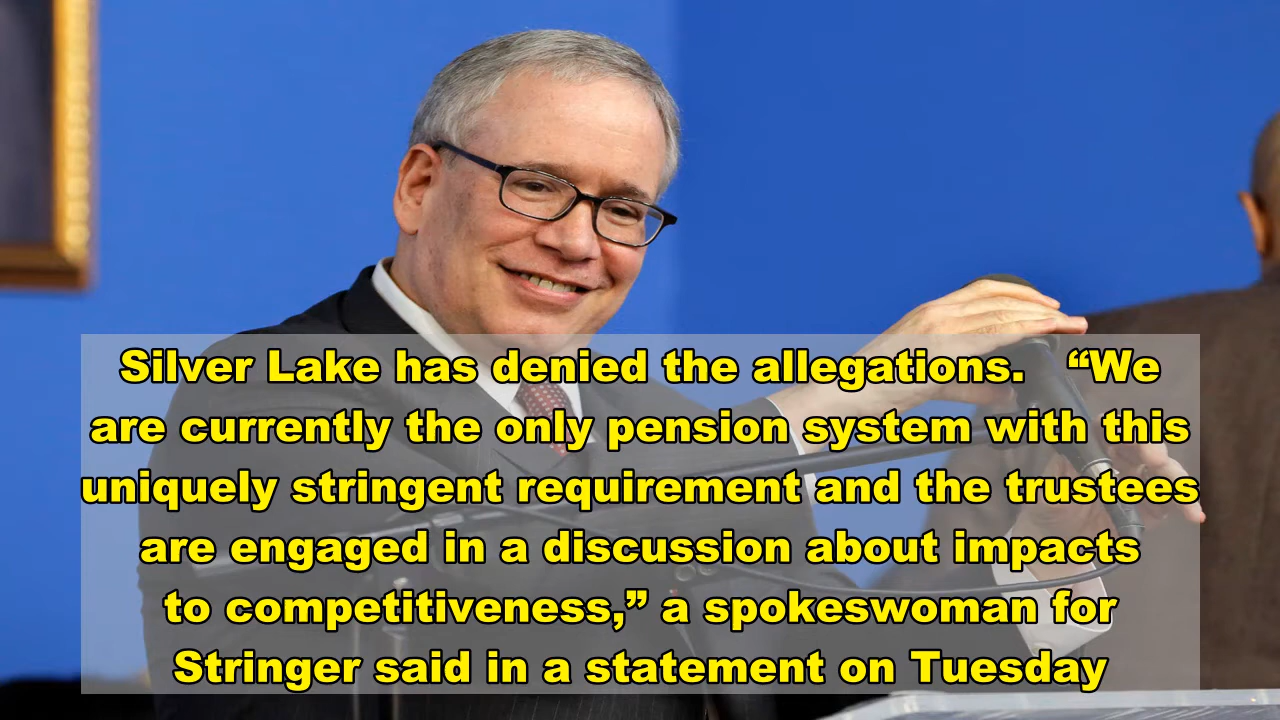 Silver Lake has denied the allegations.   “We
are currently the only pension system with this
uniquely stringent requirement and the trustees
are engaged in a discussion about impacts
to competitiveness,” a spokeswoman for
Stringer said in a statement on Tuesday